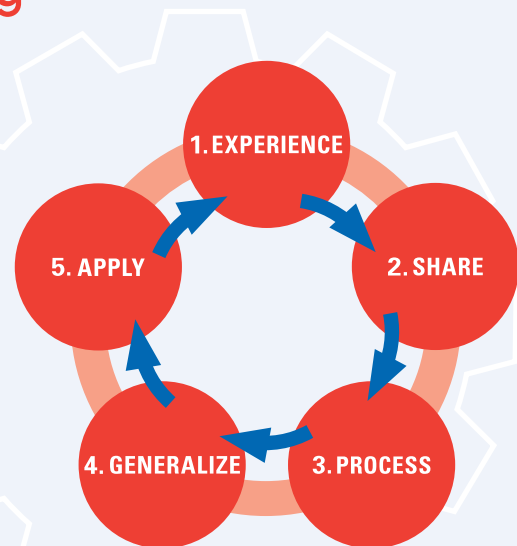 1. EXPERIENCE
2. SHARE
3. PROCESS
4. GENERALIZE
5. APPLY